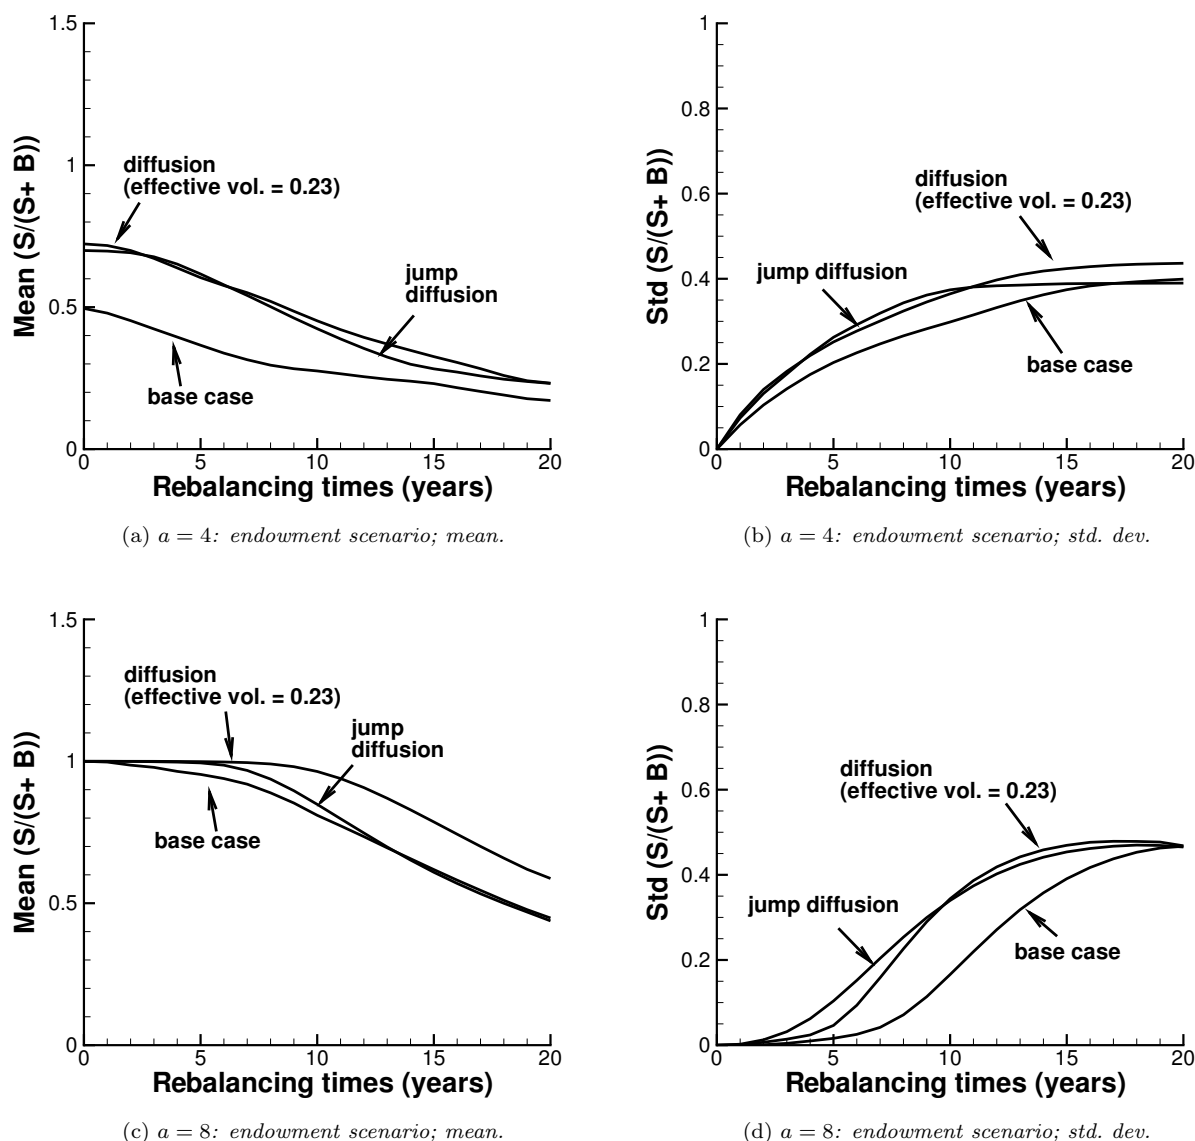 1.5
1
0.5
0
Mean (S/(S+ B))
diffusion
(effective vol. = 0.23)
jump
diffusion
base case
0 5 10 15 20
Rebalancing times (years)
(a) a = 4: endowment scenario; mean.
1
0.8
0.6
0.4
0.2
0
Std (S/(S+ B))
diffusion
(effective vol. = 0.23)
jump diffusion
base case
0 5 10 15 20
Rebalancing times (years)
(b) a = 4: endowment scenario; std. dev.
1.5
1
0.5
0
Mean (S/(S+ B))
diffusion
(effective vol. = 0.23)
jump
diffusion
base case
0 5 10 15 20
Rebalancing times (years)
(c) a = 8: endowment scenario; mean.
1
0.8
0.6
0.4
0.2
0
Std (S/(S+ B))
diffusion
(effective vol. = 0.23)
jump diffusion
base case
0 5 10 15 20
Rebalancing times (years)
(d) a = 8: endowment scenario; std. dev.